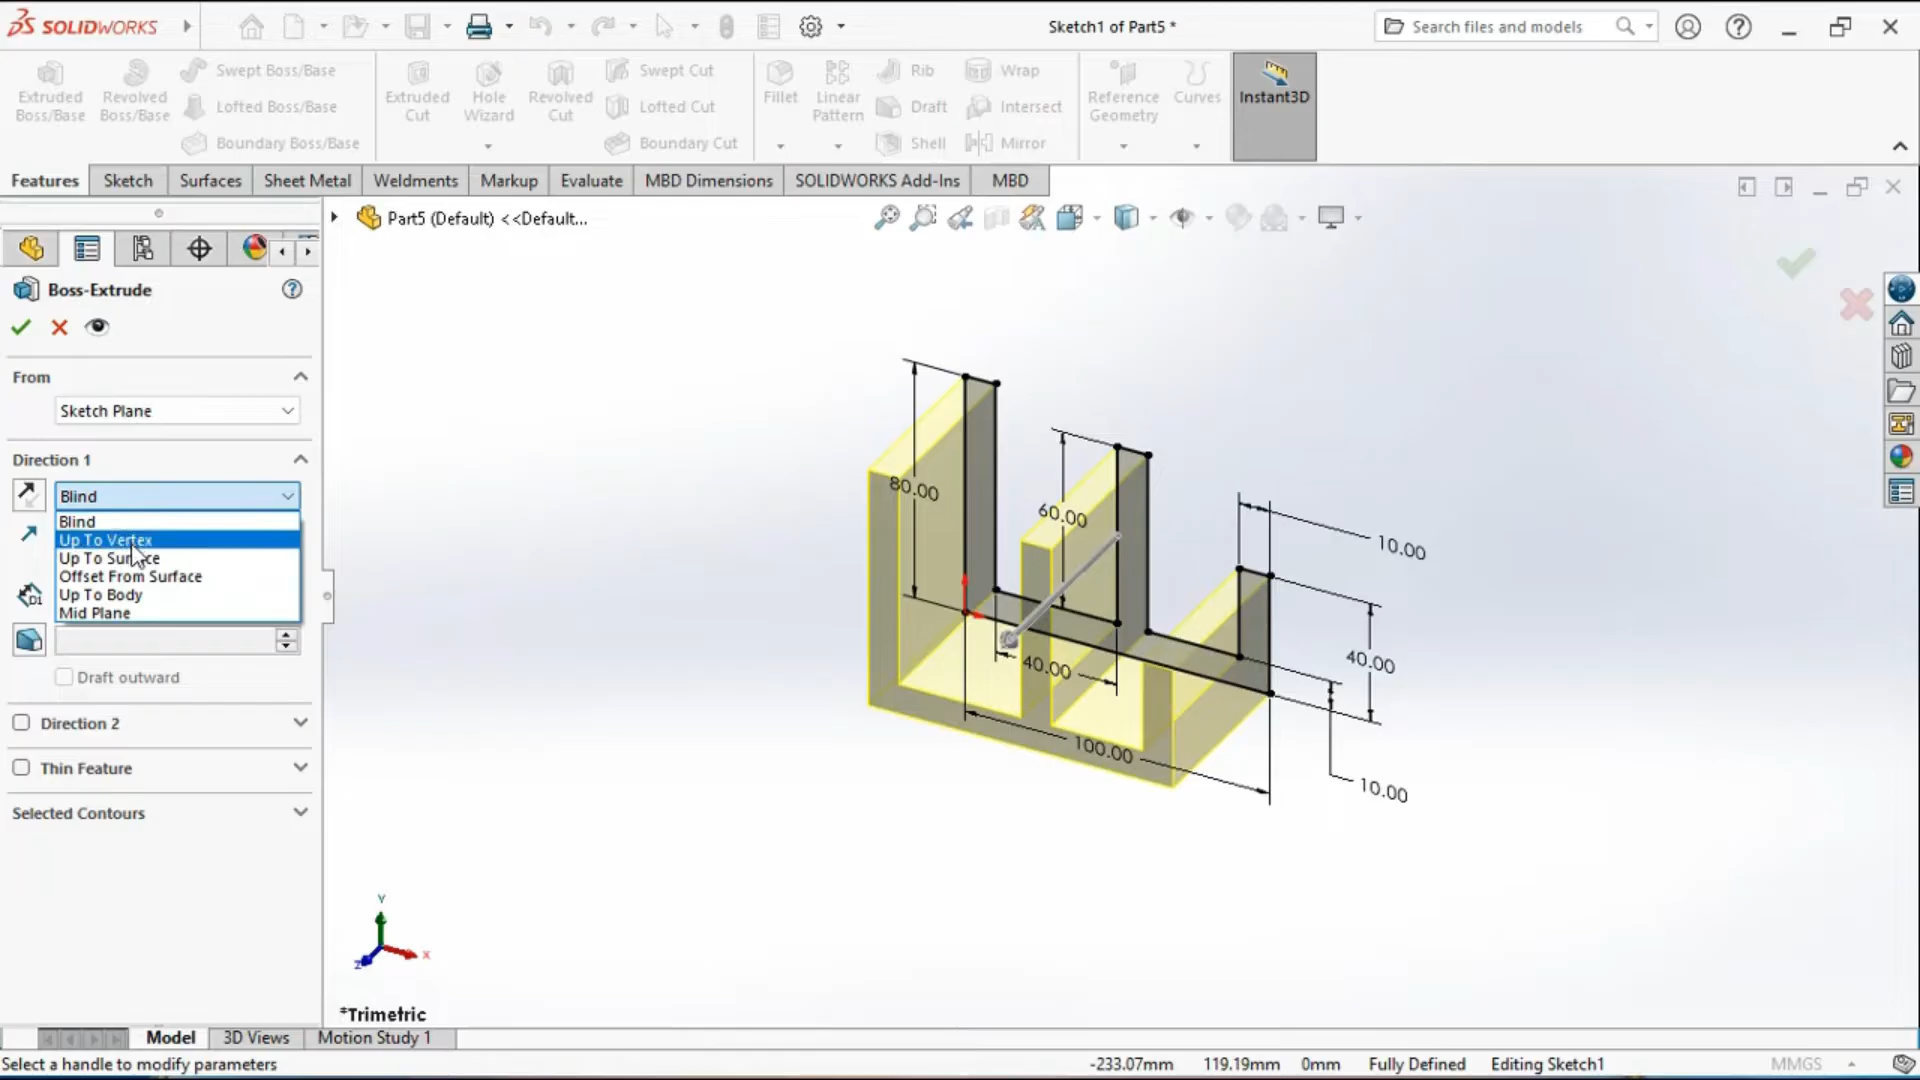 SOLIDWORKS
Sketch1 of Part5 *
Search files and models
Extruded Boss/Base
Revolved Boss/Base
Swept Boss/Base
Lofted Boss/Base
Boundary Boss/Base
Extruded Cut
Hole Wizard
Revolved Cut
Swept Cut
Lofted Cut
Boundary Cut
Fillet
Linear Pattern
Rib
Draft
Shell
Wrap
Intersect
Mirror
Reference Geometry
Curves
Instant3D
Features
Sketch
Surfaces
Sheet Metal
Weldments
Markup
Evaluate
MBD Dimensions
SOLIDWORKS Add-Ins
MBD
Part5 (Default) <<Default...
Boss-Extrude
From
Sketch Plane
Direction 1
Blind
Blind
Up To Vertex
Up To Surface
Offset From Surface
Up To Body
Mid Plane
D1
Draft outward
Direction 2
Thin Feature
Selected Contours
80.00
60.00
10.00
40.00
40.00
100.00
10.00
Y
X
Z
*Trimetric
Model
3D Views
Motion Study 1
Select a handle to modify parameters
-233.07mm
119.19mm
0mm
Fully Defined
Editing Sketch1
MMGS